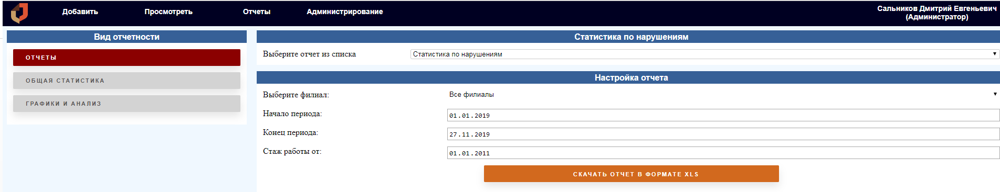 Добавить
Просмотреть
Отчеты
Администрирование
Сальников Дмитрий Евгеньевич
(Администратор)
Вид отчетности
ОТЧЕТЫ
ОБЩАЯ СТАТИСТИКА
ГРАФИКИ И АНАЛИЗ
Статистика по нарушениям
Выберите отчет из списка
Статистика по нарушениям
Настройка отчета
Выберите филиал:
Все филиалы
Начало периода:
01.01.2019
Конец периода:
27.11.2019
Стаж работы от:
01.01.2011
СКАЧАТЬ ОТЧЕТ В ФОРМАТЕ XLS